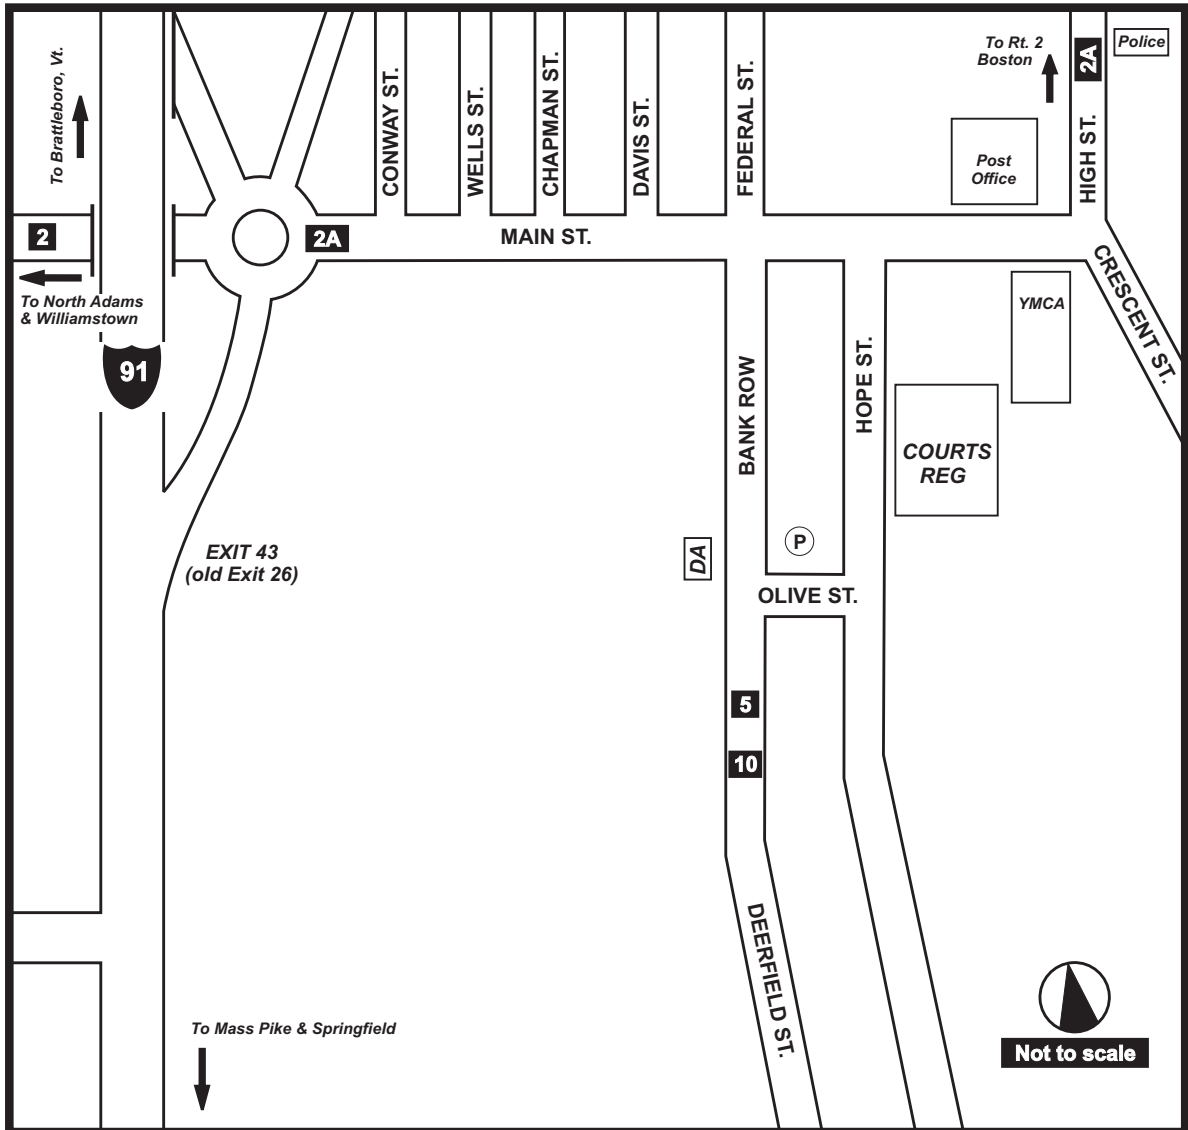 To Brattleboro, Vt.
CONWAY ST.
WELLS ST.
CHAPMAN ST.
DAVIS ST.
FEDERAL ST.
To Rt. 2
Boston
2A
Police
HIGH ST.
Post
Office
2
2A
MAIN ST.
To North Adams
& Williamstown
CRESCENT ST.
YMCA
91
BANK ROW
HOPE ST.
COURTS
REG
EXIT 43
(old Exit 26)
DA
P
OLIVE ST.
5
10
DEERFIELD ST.
To Mass Pike & Springfield
Not to scale